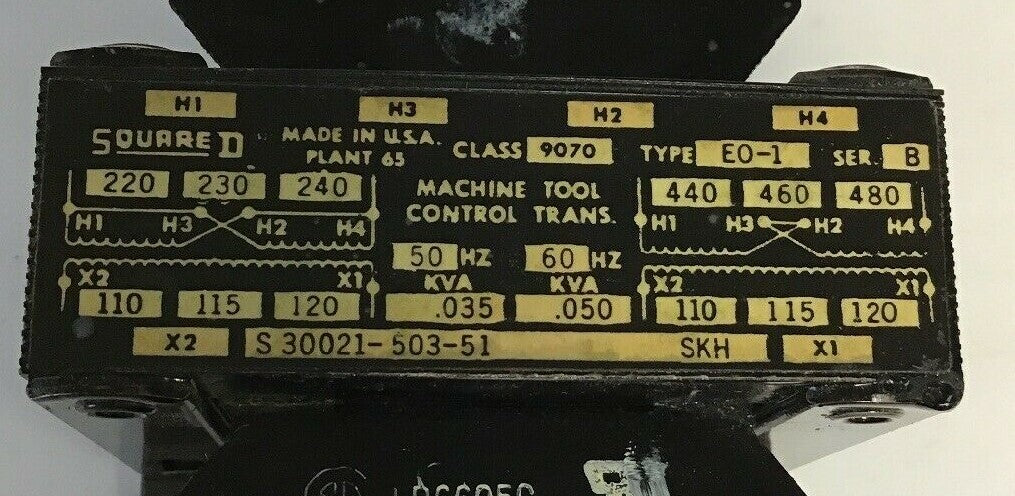 H1 H3 H2 H4
SQUARE D MADE IN U.S.A. PLANT 65 CLASS 9070 TYPE EO-1 SER. B
220 230 240
MACHINE TOOL
CONTROL TRANS.
440 460 480
H1 H3 H2 H4
H1 H3 H2 H4
50 HZ 60 HZ
X2 X1
KVA KVA
X2 X1
110 115 120
.035 .050
110 115 120
X2 S 30021-503-51 SKH X1